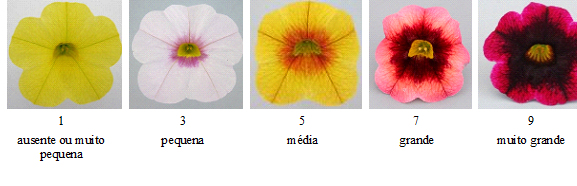 1 3 5 7 9
ausente ou muito pequena média grande muito grande
pequena